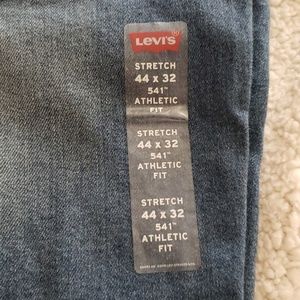 Levi's®
STRETCH
44 x 32
541™
ATHLETIC
FIT
STRETCH
44 x 32
541™
ATHLETIC
FIT
STRETCH
44 x 32
541™
ATHLETIC
FIT